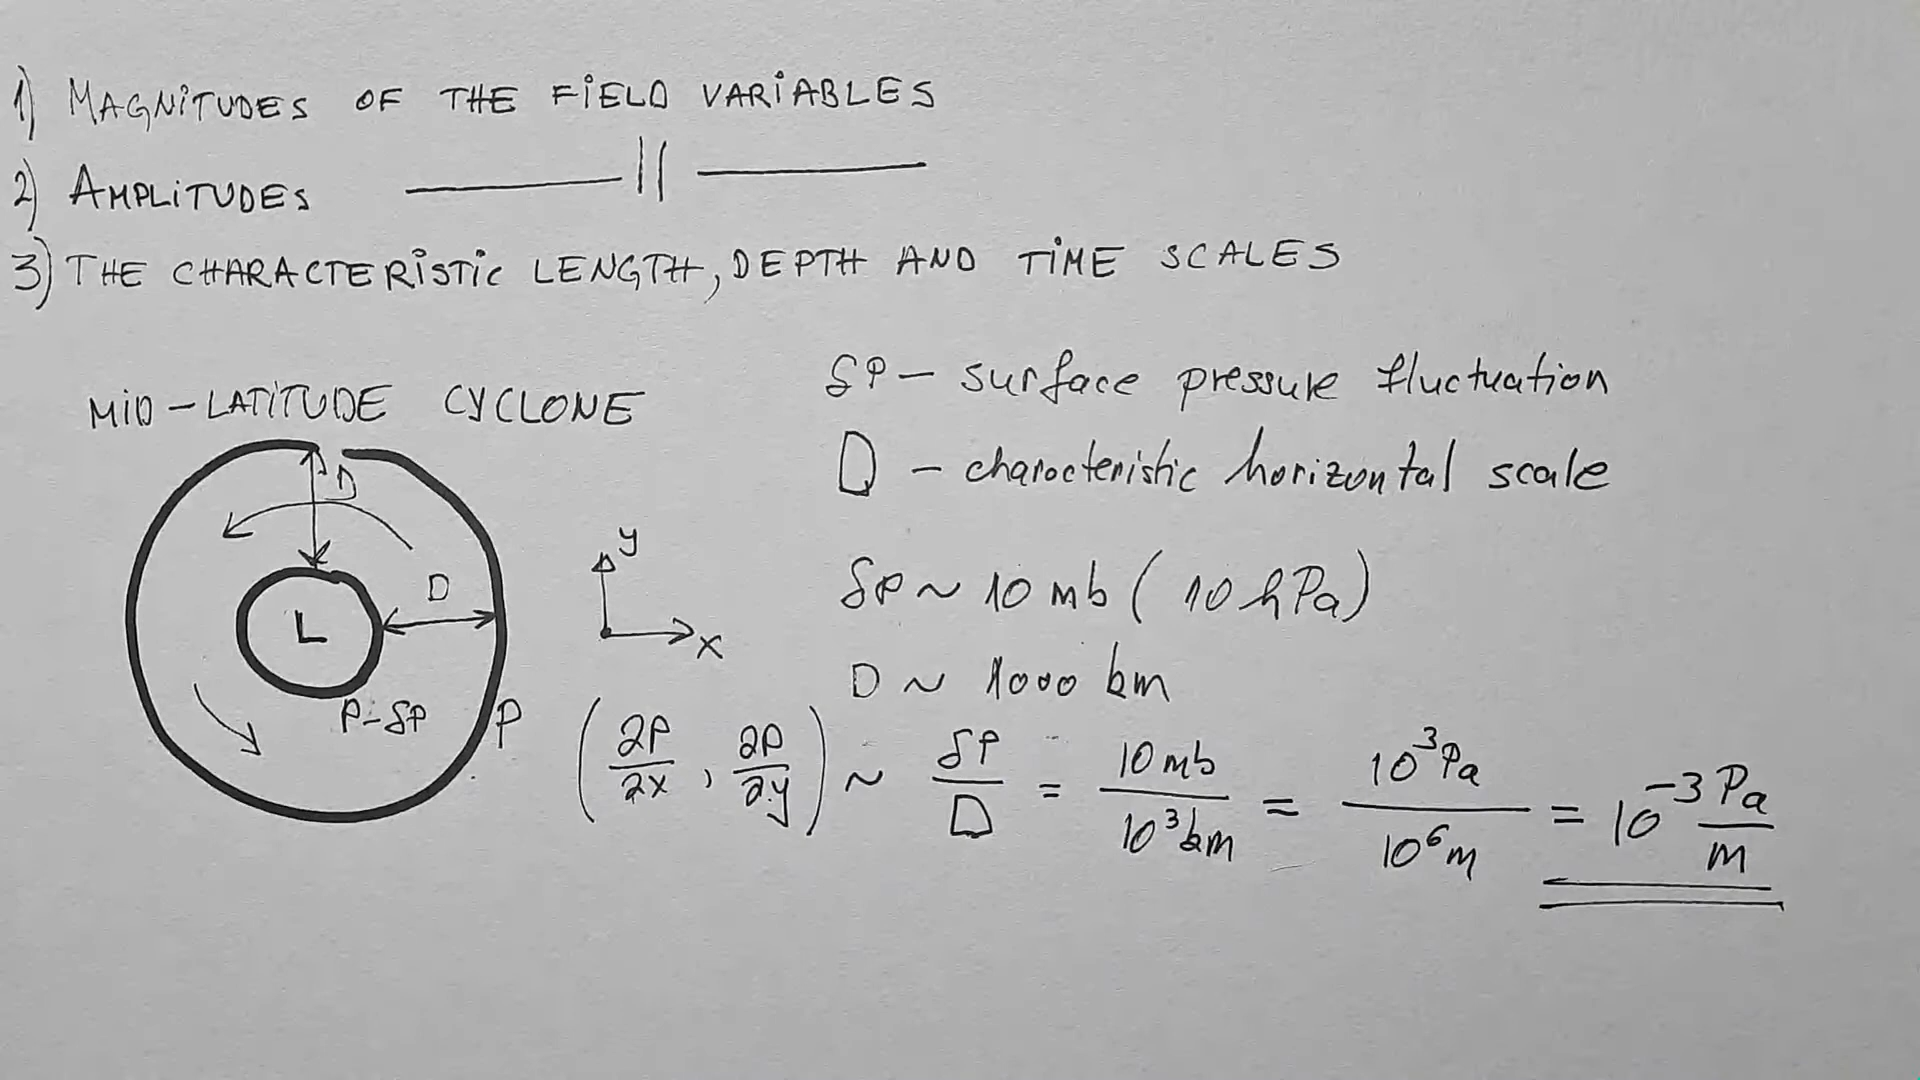 1) MAGNITUDES OF THE FIELD VARIABLES
2) AMPLITUDES ——— || ———
3) THE CHARACTERISTIC LENGTH, DEPTH AND TIME SCALES
MID-LATITUDE CYCLONE
D
D
L
P-δP
P
y
x
δP – surface pressure fluctuation
D – characteristic horizontal scale
δP ~ 10 mb (10 hPa)
D ~ 1000 km
(∂P/∂x, ∂P/∂y) ~ δP/D = 10 mb/10³ km = 10³ Pa/10⁶ m = 10⁻³ Pa/m